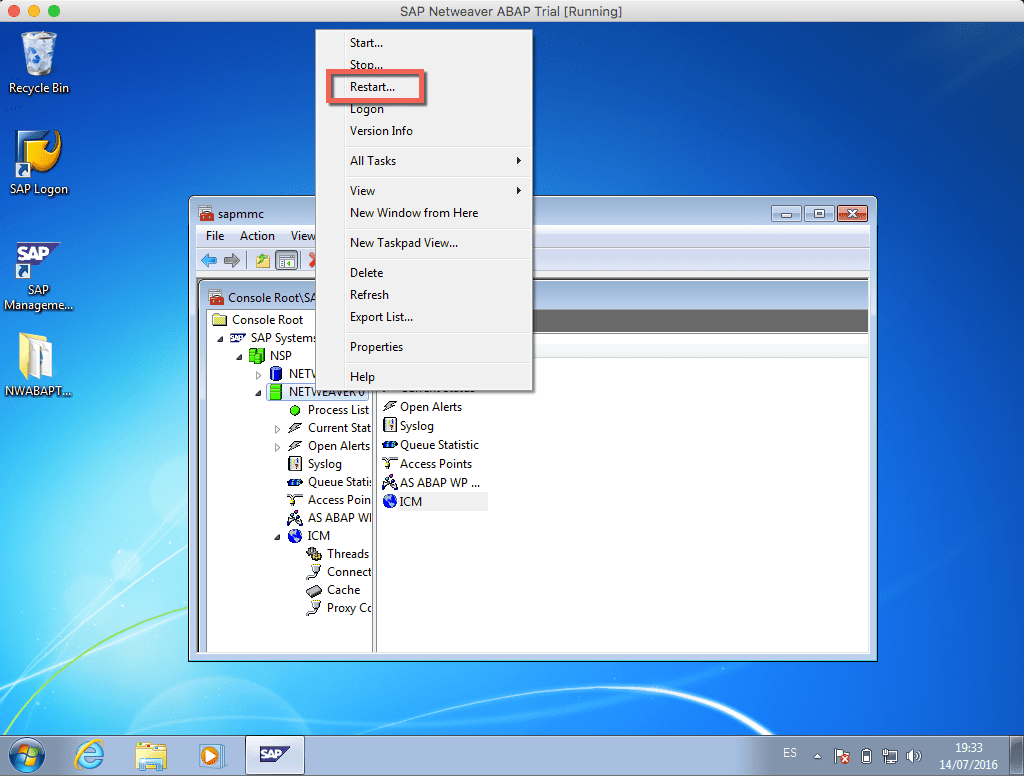 SAP Netweaver ABAP Trial [Running]
Recycle Bin
SAP Logon
SAP
SAP
Manageme...
NWABAPT...
Start...
Stop...
Restart...
Logon
Version Info
All Tasks
View
New Window from Here
New Taskpad View...
Delete
Refresh
Export List...
Properties
Help
sapmmc
File Action View
Console Root\SA
Console Root
SAP Systems
NSP
NETW
NETWEAVER 0
Process List
Current Stat
Open Alerts
Syslog
Queue Statis
Access Poin
AS ABAP W
ICM
Threads
Connect
Cache
Proxy Co
Current Status
Open Alerts
Syslog
Queue Statistic
Access Points
AS ABAP WP ...
ICM
SAP
ES
19:33
14/07/2016